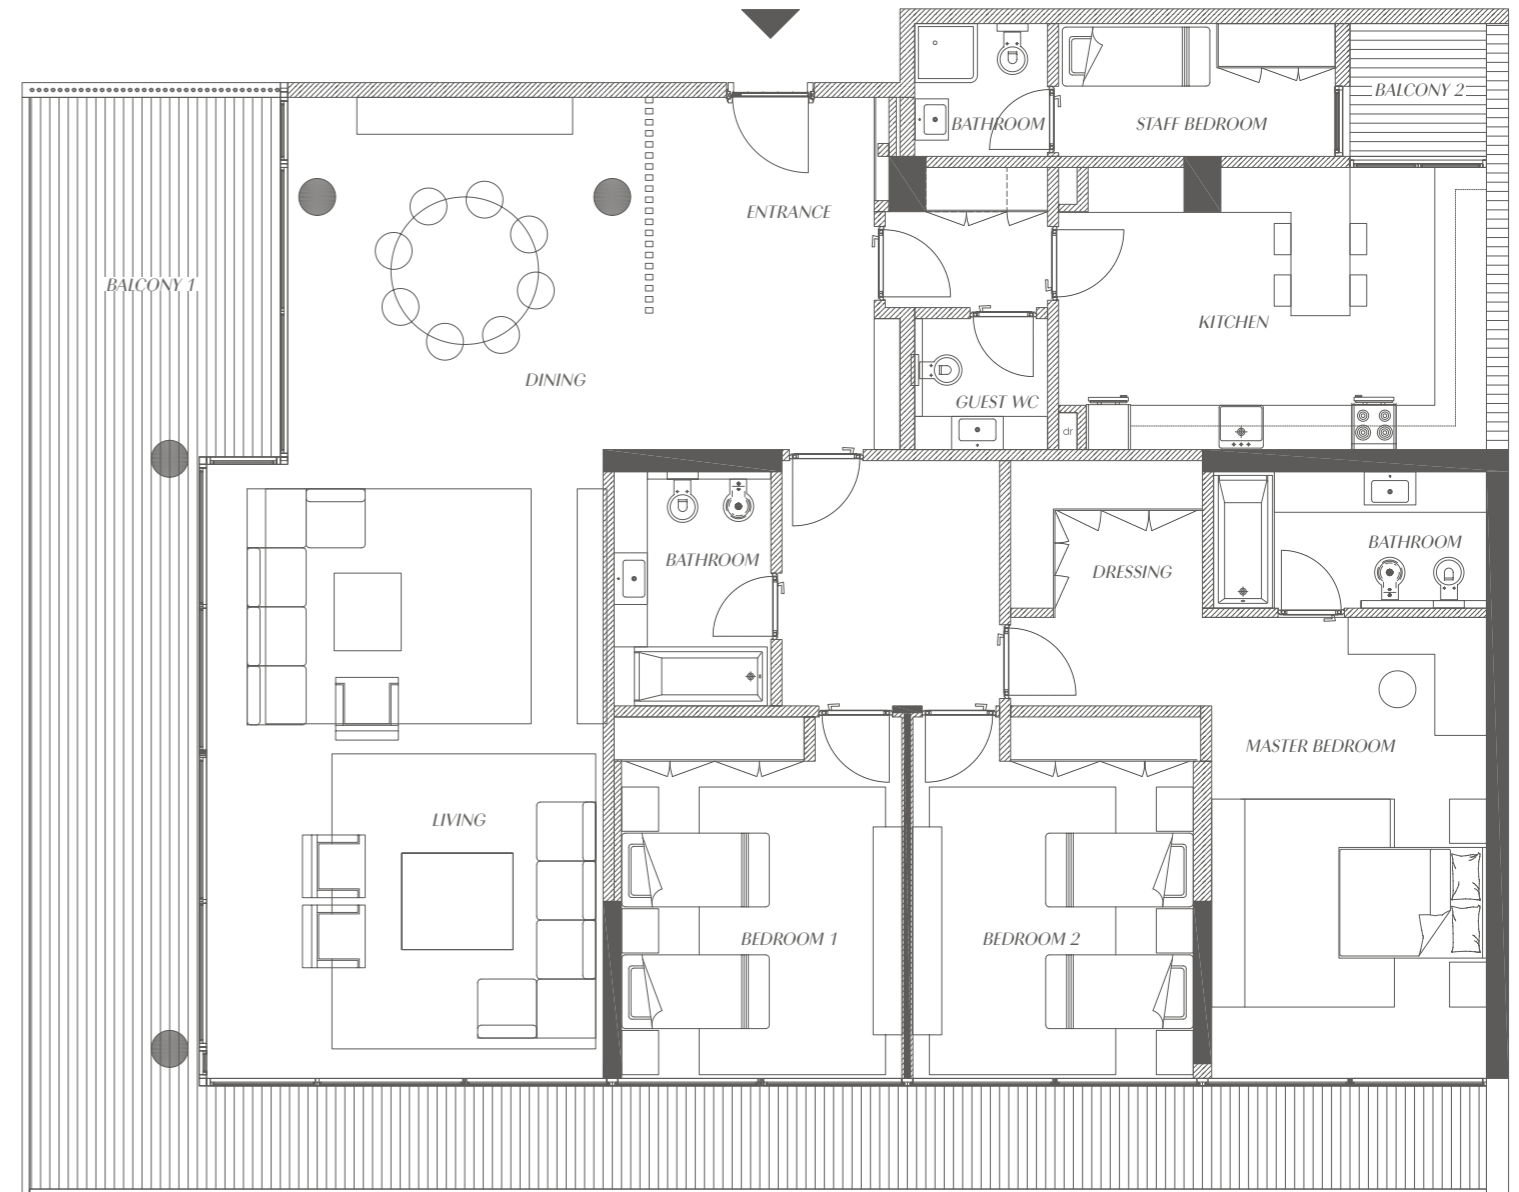 BALCONY 2
BATHROOM
STAFF BEDROOM
ENTRANCE
BALCONY 1
KITCHEN
DINING
GUEST WC
dr
BATHROOM
DRESSING
BATHROOM
MASTER BEDROOM
LIVING
BEDROOM 1
BEDROOM 2